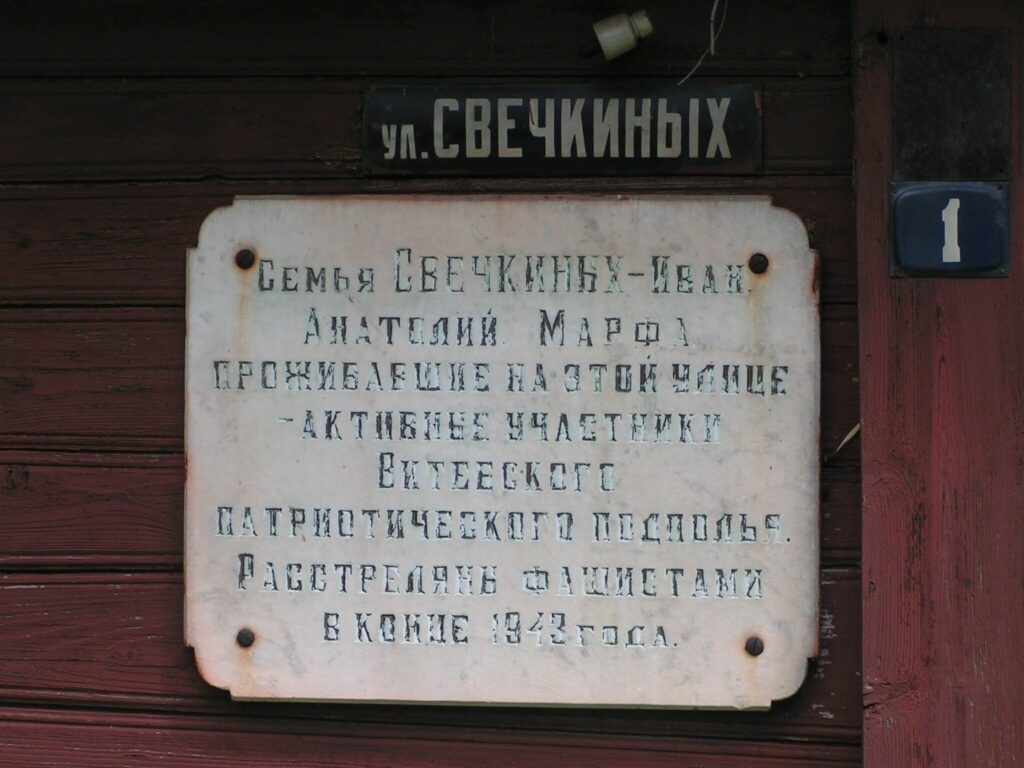 ул. СВЕЧКИНЫХ
1
Семья СВЕЧКИНЫХ-Иван
Анатолий Марфа
проживавшие на этой улице
-активные участники
Витебского
патриотического подполья.
Расстреляны фашистами
в конце 1943 года.